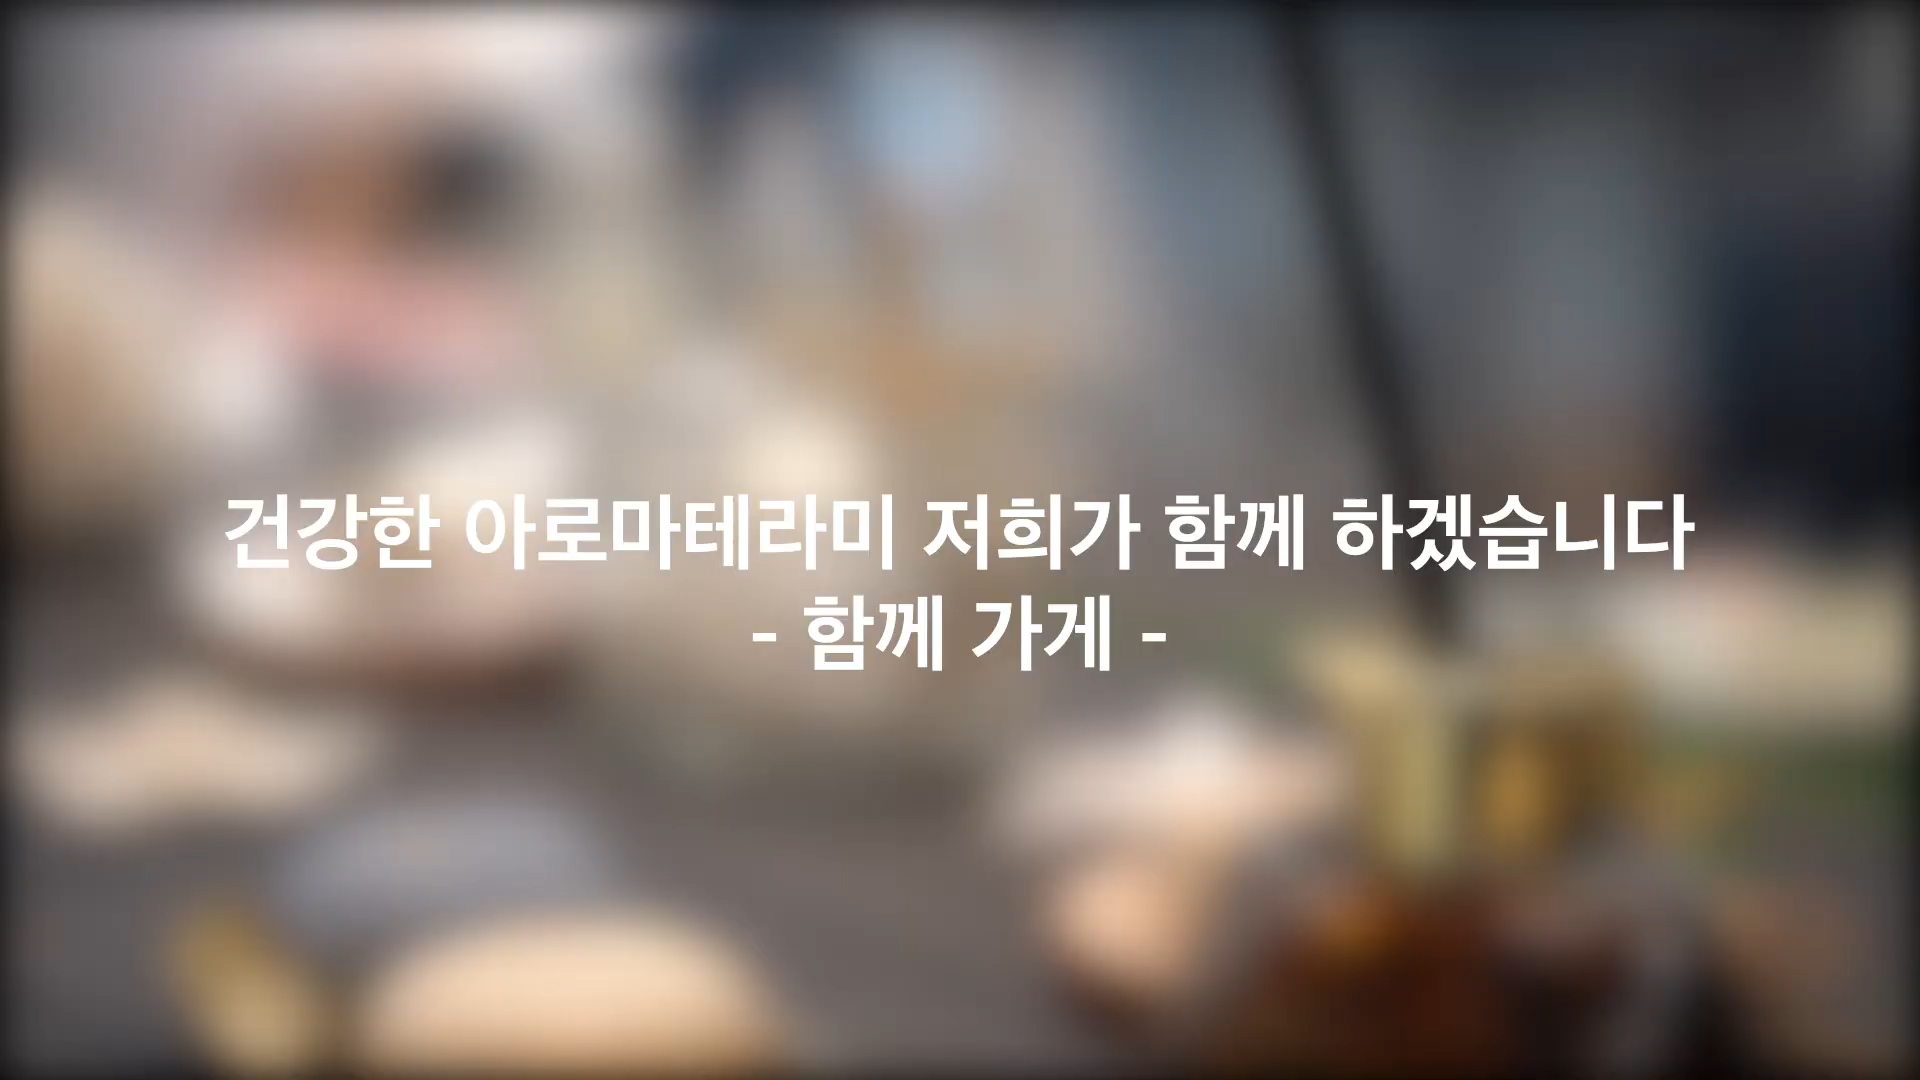 건강한 아로마테라미 저희가 함께 하겠습니다
- 함께 가게 -